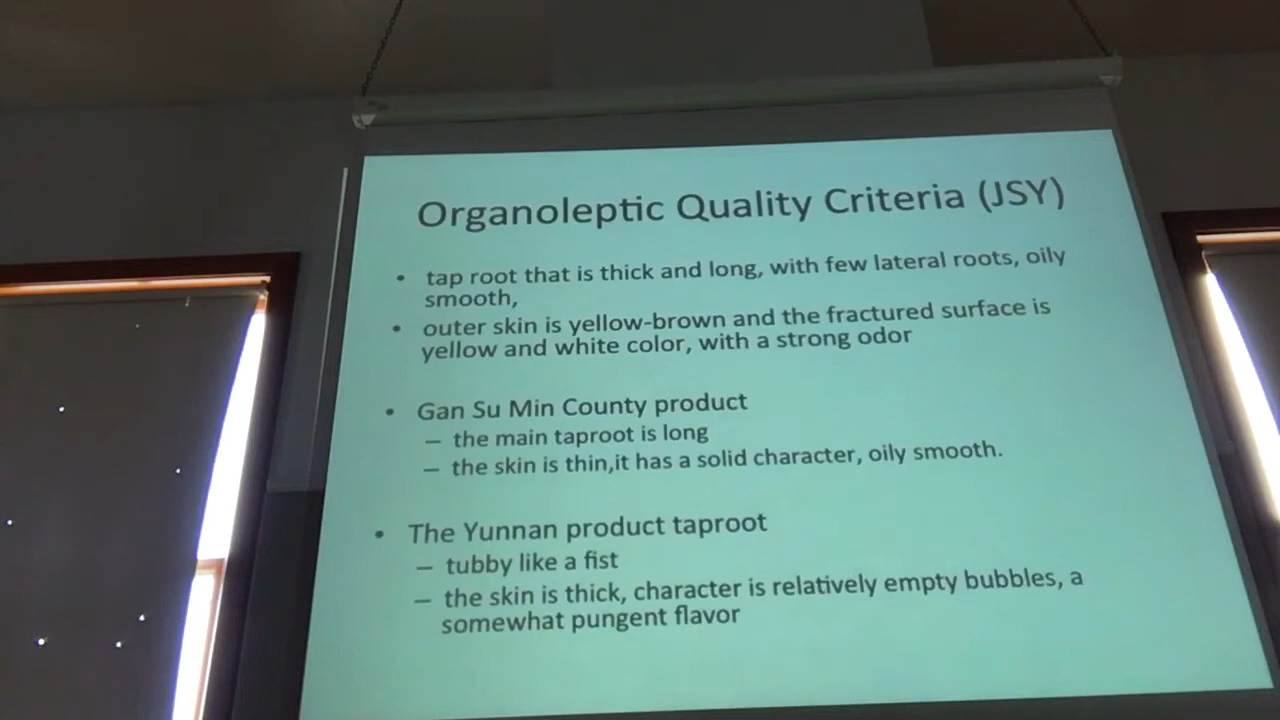 Organoleptic Quality Criteria (JSY)
• tap root that is thick and long, with few lateral roots, oily
smooth,
• outer skin is yellow-brown and the fractured surface is
yellow and white color, with a strong odor
• Gan Su Min County product
– the main taproot is long
– the skin is thin,it has a solid character, oily smooth.
• The Yunnan product taproot
– tubby like a fist
– the skin is thick, character is relatively empty bubbles, a
somewhat pungent flavor